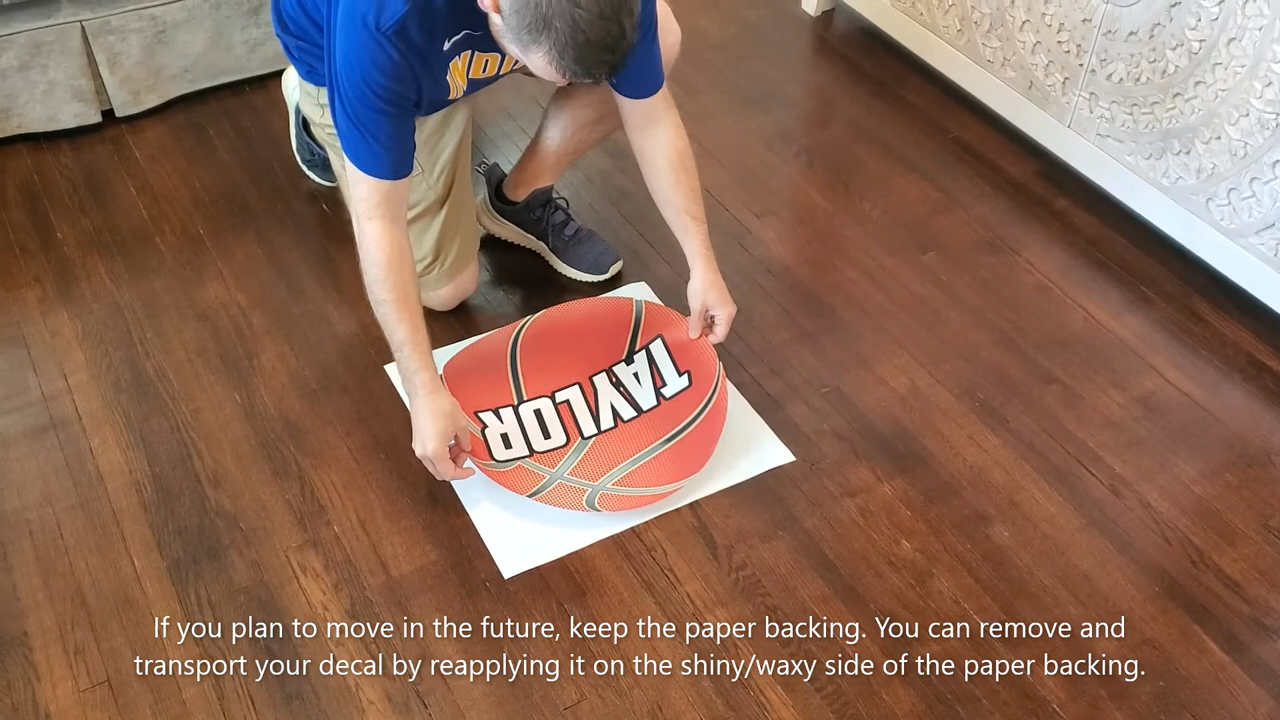 TAYLOR
If you plan to move in the future, keep the paper backing. You can remove and
transport your decal by reapplying it on the shiny/waxy side of the paper backing.